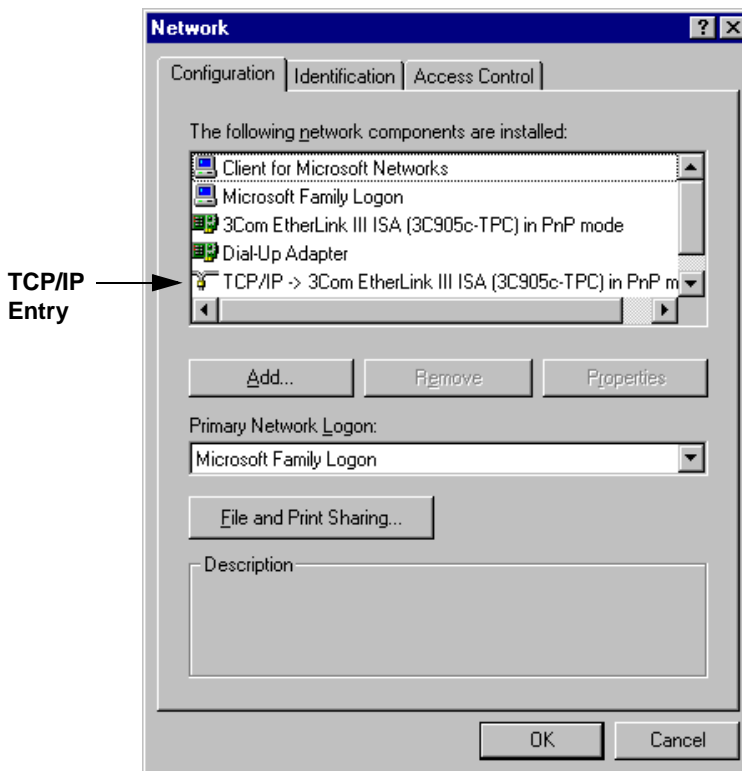 Network
Configuration Identification Access Control
The following network components are installed:
Client for Microsoft Networks
Microsoft Family Logon
3Com EtherLink III ISA (3C905c-TPC) in PnP mode
Dial-Up Adapter
TCP/IP Entry
TCP/IP -> 3Com EtherLink III ISA (3C905c-TPC) in PnP m
Add... Remove Properties
Primary Network Logon:
Microsoft Family Logon
File and Print Sharing...
Description
OK Cancel